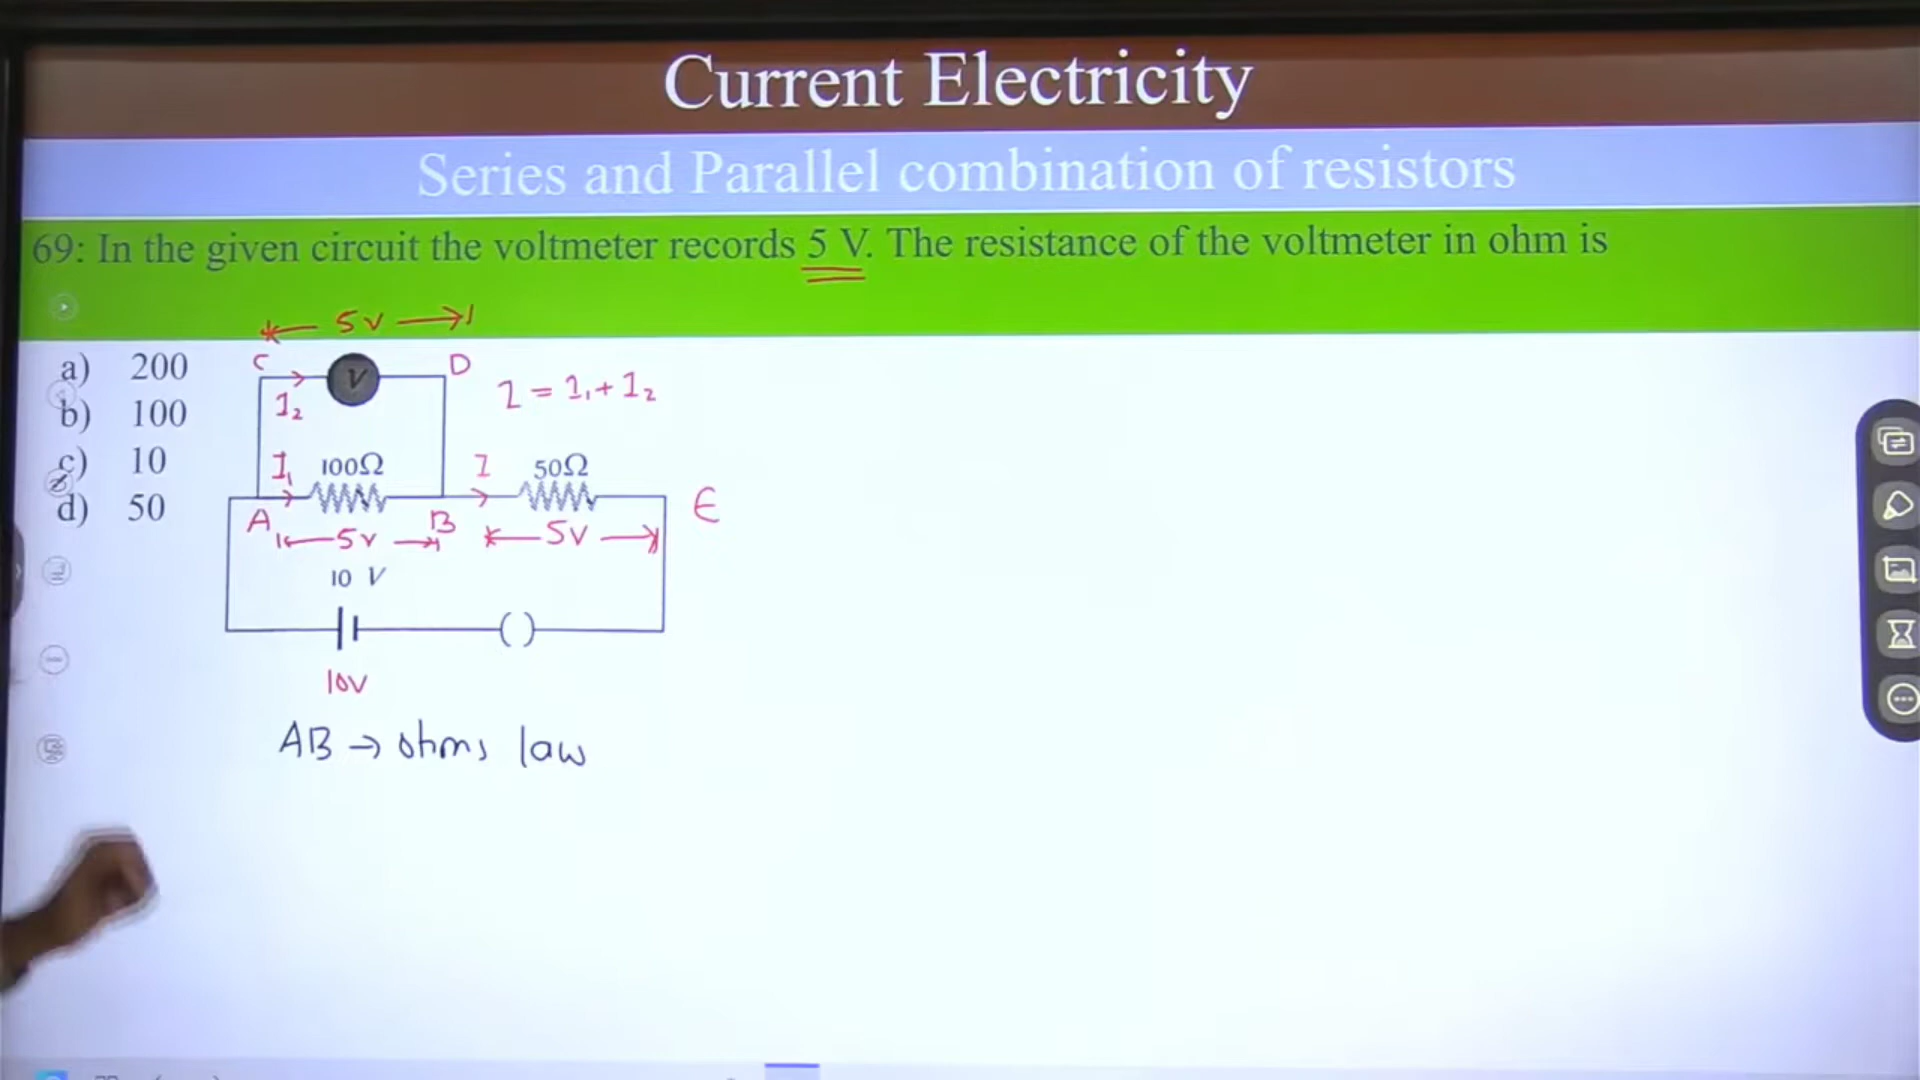 Current Electricity
Series and Parallel combination of resistors
69: In the given circuit the voltmeter records 5 V. The resistance of the voltmeter in ohm is
a) 200
b) 100
c) 10
d) 50
5V
C
V
D
I = I₁ + I₂
I₂
I₁
100Ω
I
50Ω
A
B
E
5V
5V
10 V
( )
10V
AB → ohms law